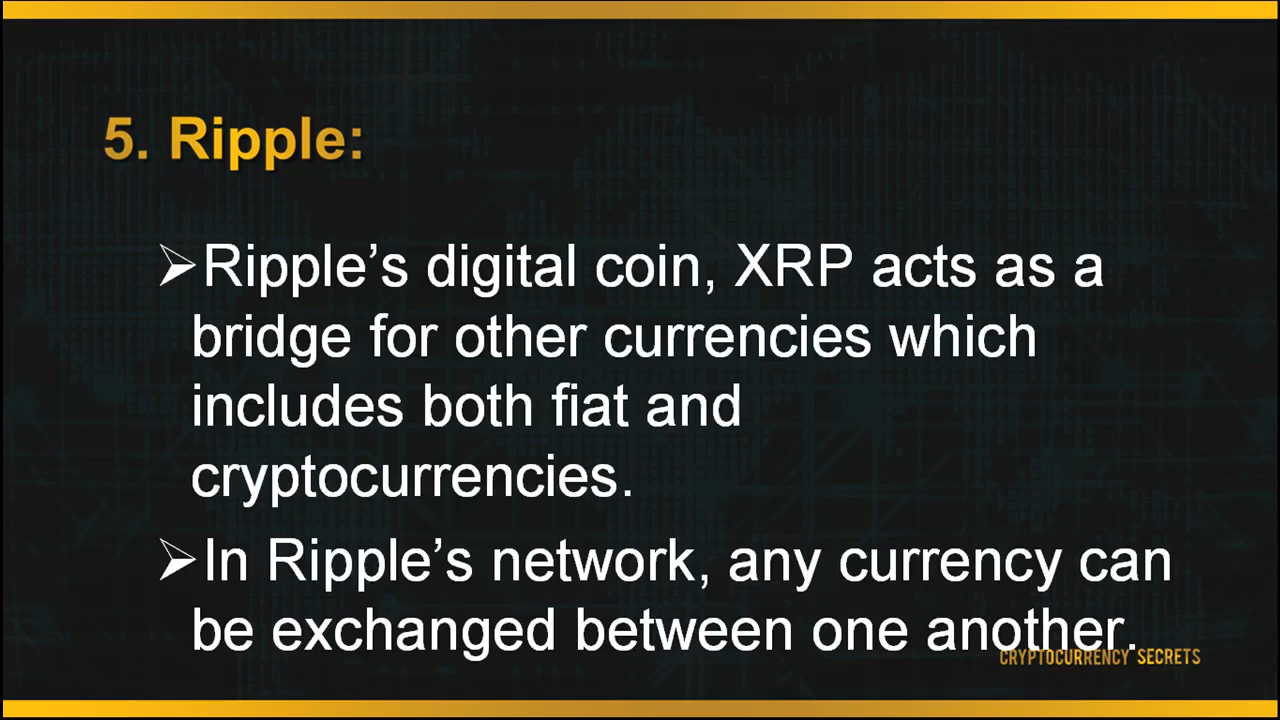 5. Ripple:
➢Ripple’s digital coin, XRP acts as a
bridge for other currencies which
includes both fiat and
cryptocurrencies.
➢In Ripple’s network, any currency can
be exchanged between one another.
CRYPTOCURRENCY SECRETS